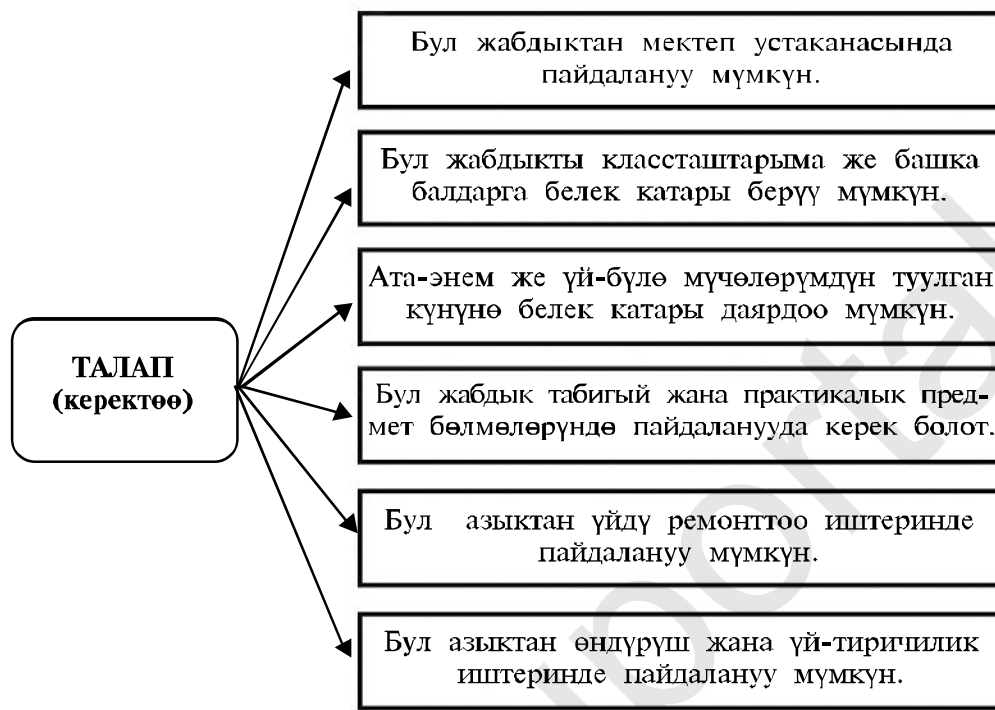 Бул жабдыктан мектеп устаканасында
пайдалануу мүмкүн.
Бул жабдыкты классташтарыма же башка
балдарга белек катары берүү мүмкүн.
Ата-энем же үй-бүлө мүчөлөрүмдүн туулган
күнүнө белек катары даярдоо мүмкүн.
ТАЛАП
(керектөө)
Бул жабдык табигый жана практикалык пред-
мет бөлмөлөрүндө пайдаланууда керек болот.
Бул азыктан үйдү ремонттоо иштеринде
пайдалануу мүмкүн.
Бул азыктан өндүрүш жана үй-тиричилик
иштеринде пайдалануу мүмкүн.
portal